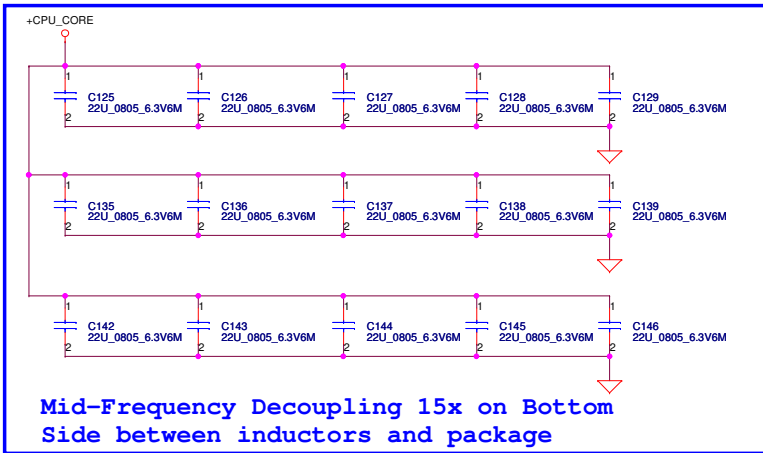 +CPU_CORE
1 1 1 1 1
C125 C126 C127 C128 C129
22U_0805_6.3V6M 22U_0805_6.3V6M 22U_0805_6.3V6M 22U_0805_6.3V6M 22U_0805_6.3V6M
2 2 2 2 2
1 1 1 1 1
C135 C136 C137 C138 C139
22U_0805_6.3V6M 22U_0805_6.3V6M 22U_0805_6.3V6M 22U_0805_6.3V6M 22U_0805_6.3V6M
2 2 2 2 2
1 1 1 1 1
C142 C143 C144 C145 C146
22U_0805_6.3V6M 22U_0805_6.3V6M 22U_0805_6.3V6M 22U_0805_6.3V6M 22U_0805_6.3V6M
2 2 2 2 2
Mid-Frequency Decoupling 15x on Bottom
Side between inductors and package